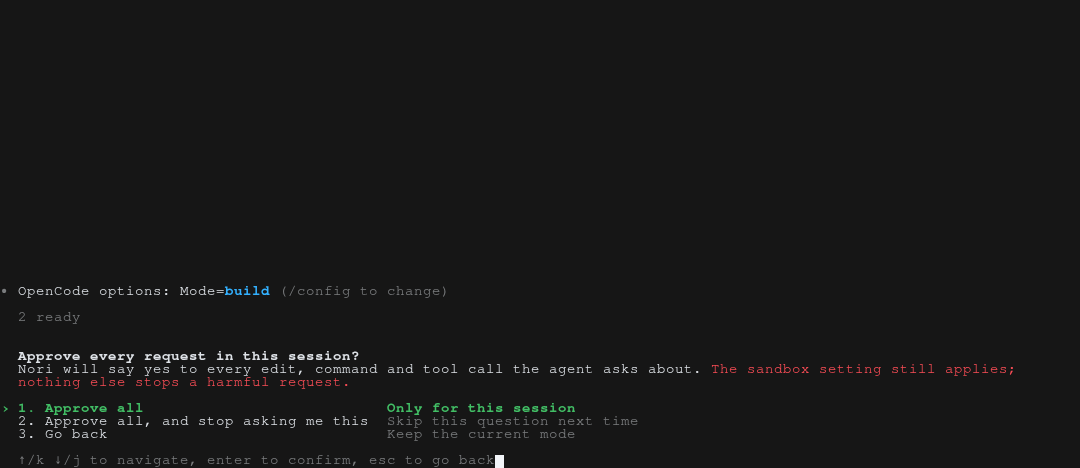 • OpenCode options: Mode=build (/config to change)
2 ready
Approve every request in this session?
Nori will say yes to every edit, command and tool call the agent asks about. The sandbox setting still applies;
nothing else stops a harmful request.
› 1. Approve all Only for this session
2. Approve all, and stop asking me this Skip this question next time
3. Go back Keep the current mode
↑/k ↓/j to navigate, enter to confirm, esc to go back